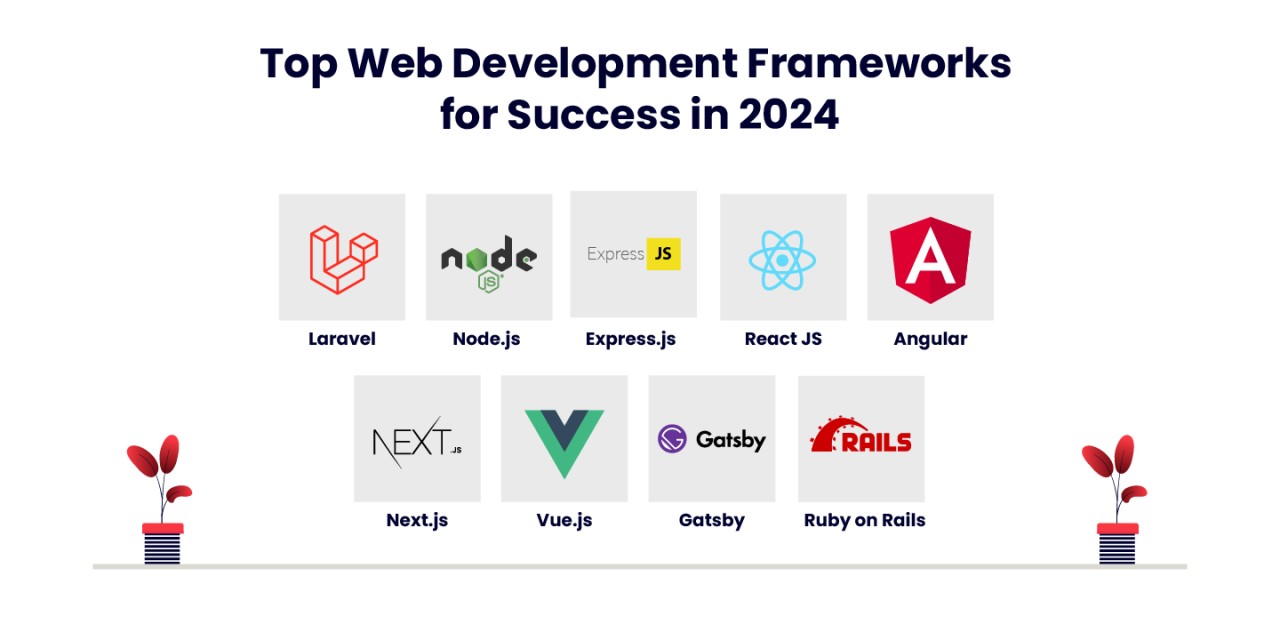 Top Web Development Frameworks
for Success in 2024
node
JS
Express JS
Laravel
Node.js
Express.js
React JS
Angular
A
NEXT.JS
Gatsby
RAILS
Next.js
Vue.js
Gatsby
Ruby on Rails